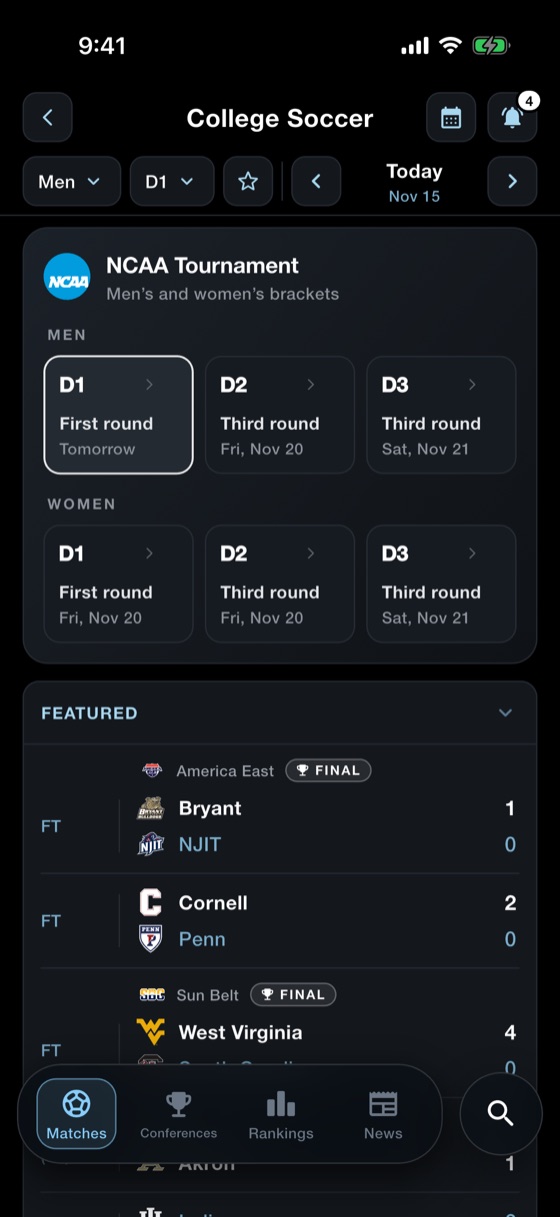 9:41
College Soccer
4
Men
D1
Today
Nov 15
NCAA
NCAA Tournament
Men’s and women’s brackets
MEN
D1
D2
D3
First round
Third round
Third round
Tomorrow
Fri, Nov 20
Sat, Nov 21
WOMEN
D1
D2
D3
First round
Third round
Third round
Fri, Nov 20
Fri, Nov 20
Sat, Nov 21
FEATURED
America East FINAL
FT
Bryant 1
NJIT 0
FT
Cornell 2
Penn 0
Sun Belt FINAL
FT
West Virginia 4
0
Matches
Conferences
Rankings
News
Akron 1